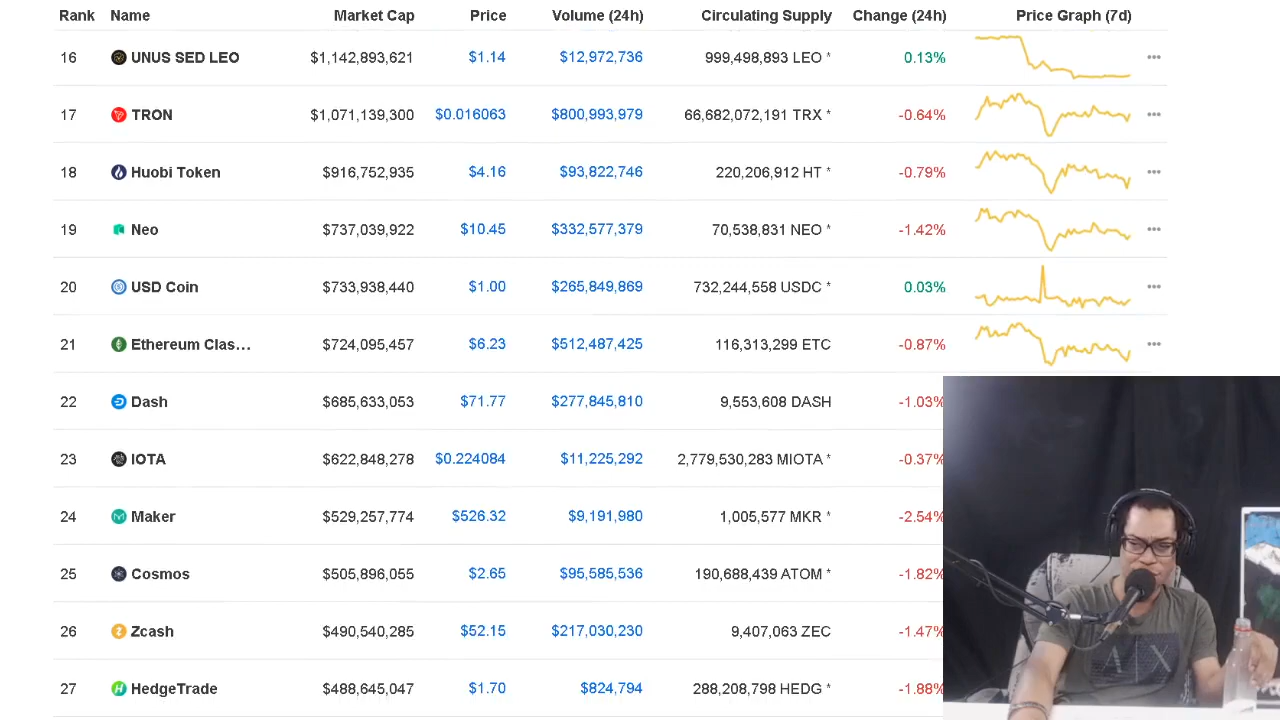 Rank Name Market Cap Price Volume (24h) Circulating Supply Change (24h) Price Graph (7d)
16 UNUS SED LEO $1,142,893,621 $1.14 $12,972,736 999,498,893 LEO * 0.13%
17 TRON $1,071,139,300 $0.016063 $800,993,979 66,682,072,191 TRX * -0.64%
18 Huobi Token $916,752,935 $4.16 $93,822,746 220,206,912 HT * -0.79%
19 Neo $737,039,922 $10.45 $332,577,379 70,538,831 NEO * -1.42%
20 USD Coin $733,938,440 $1.00 $265,849,869 732,244,558 USDC * 0.03%
21 Ethereum Clas... $724,095,457 $6.23 $512,487,425 116,313,299 ETC -0.87%
22 Dash $685,633,053 $71.77 $277,845,810 9,553,608 DASH -1.03%
23 IOTA $622,848,278 $0.224084 $11,225,292 2,779,530,283 MIOTA * -0.37%
24 Maker $529,257,774 $526.32 $9,191,980 1,005,577 MKR * -2.54%
25 Cosmos $505,896,055 $2.65 $95,585,536 190,688,439 ATOM * -1.82%
26 Zcash $490,540,285 $52.15 $217,030,230 9,407,063 ZEC -1.47%
27 HedgeTrade $488,645,047 $1.70 $824,794 288,208,798 HEDG * -1.88%
A|X